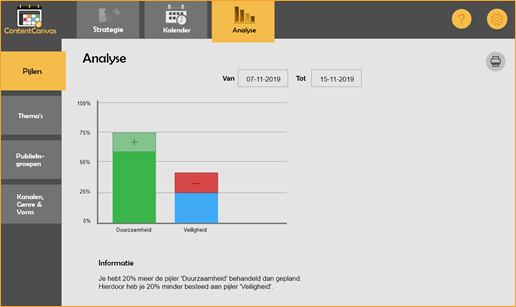 ContentCanvas
Strategie
Kalender
Analyse
?
Pijlers
Thema's
Publieks-
groepen
Kanalen,
Genre &
Vorm
Analyse
Van 07-11-2019 Tot 15-11-2019
100%
75%
50%
25%
0%
+
−
Duurzaamheid
Veiligheid
Informatie
Je hebt 20% meer de pijler 'Duurzaamheid' behandeld dan gepland.
Hierdoor heb je 20% minder besteed aan pijler 'Veiligheid'.